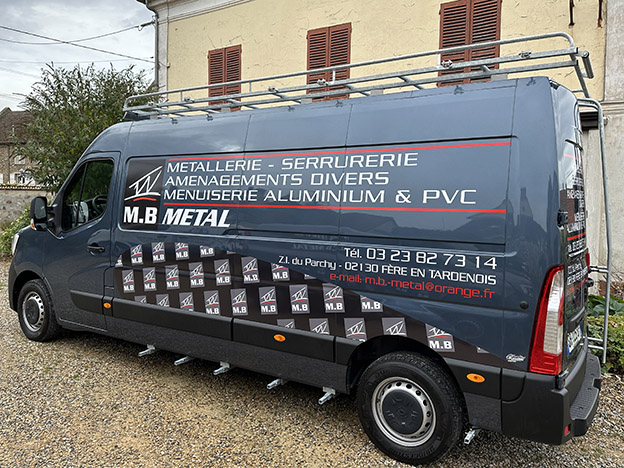 METALLERIE - SERRURERIE
AMENAGEMENTS DIVERS
MENUISERIE ALUMINIUM & PVC
M.B METAL
Tél. 03 23 82 73 14
Z.I. du Parchy - 02130 FÈRE EN TARDENOIS
e-mail: m.b.-metal@orange.fr
M.B